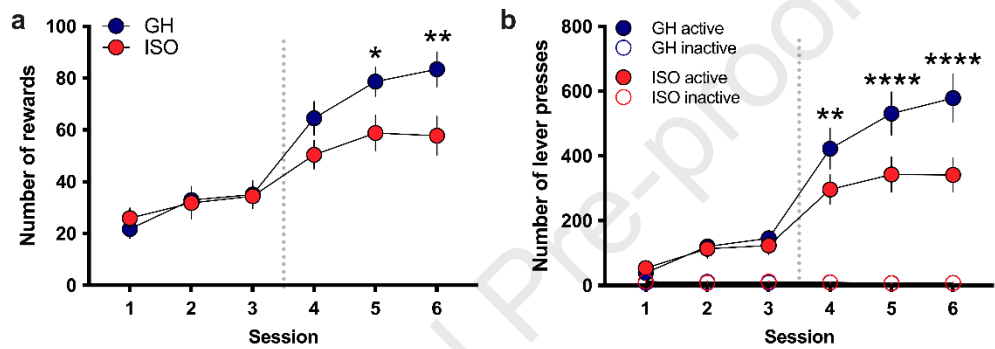 a
GH
ISO
* **
Number of rewards
100
80
60
40
20
0
1 2 3 4 5 6
Session
b
GH active
GH inactive
ISO active
ISO inactive
** **** ****
Number of lever presses
800
600
400
200
0
1 2 3 4 5 6
Session
Pre-proo